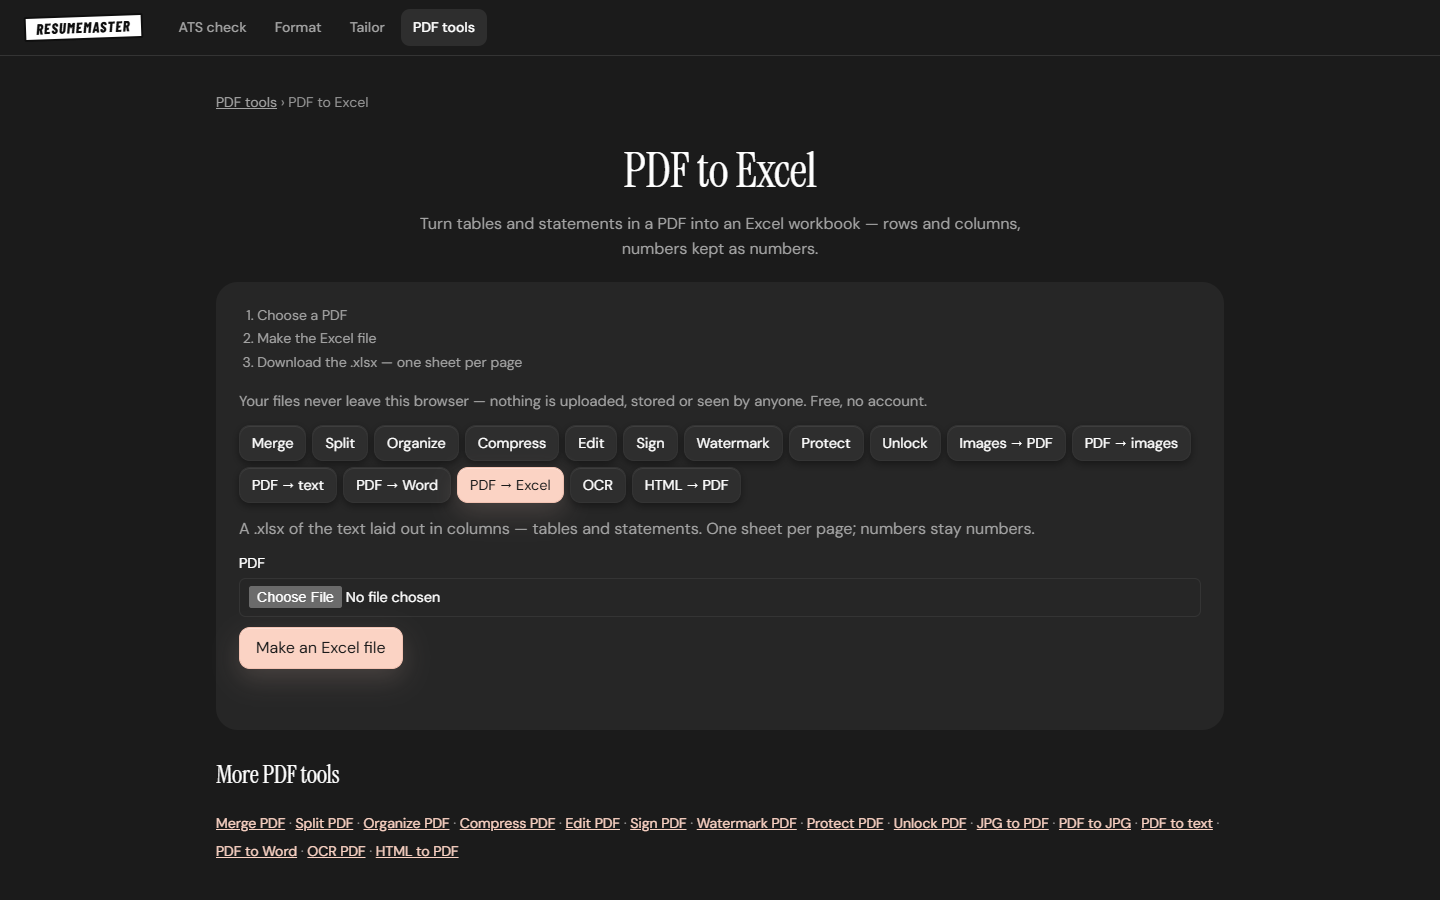 RESUMEMASTER ATS check Format Tailor PDF tools
PDF tools › PDF to Excel
PDF to Excel
Turn tables and statements in a PDF into an Excel workbook — rows and columns,
numbers kept as numbers.
1. Choose a PDF
2. Make the Excel file
3. Download the .xlsx — one sheet per page
Your files never leave this browser — nothing is uploaded, stored or seen by anyone. Free, no account.
Merge Split Organize Compress Edit Sign Watermark Protect Unlock Images → PDF PDF → images
PDF → text PDF → Word PDF → Excel OCR HTML → PDF
A .xlsx of the text laid out in columns — tables and statements. One sheet per page; numbers stay numbers.
PDF
Choose File No file chosen
Make an Excel file
More PDF tools
Merge PDF · Split PDF · Organize PDF · Compress PDF · Edit PDF · Sign PDF · Watermark PDF · Protect PDF · Unlock PDF · JPG to PDF · PDF to JPG · PDF to text ·
PDF to Word · OCR PDF · HTML to PDF